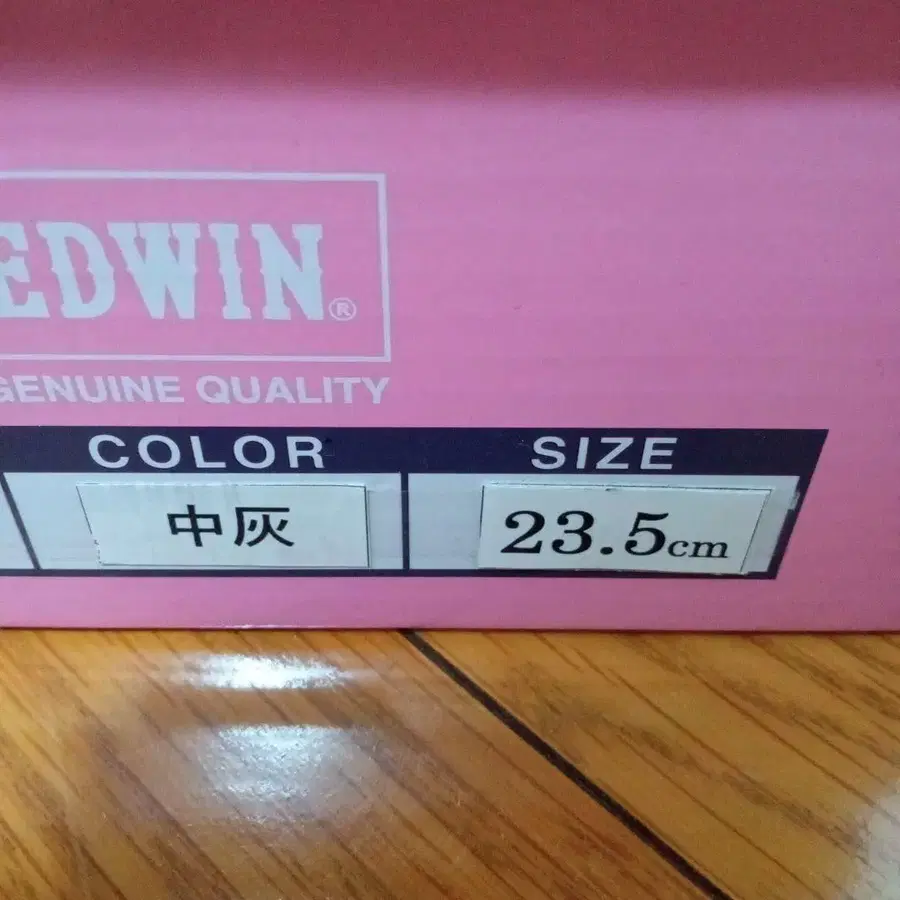 EDWIN®
GENUINE QUALITY
COLOR SIZE
中灰 23.5cm